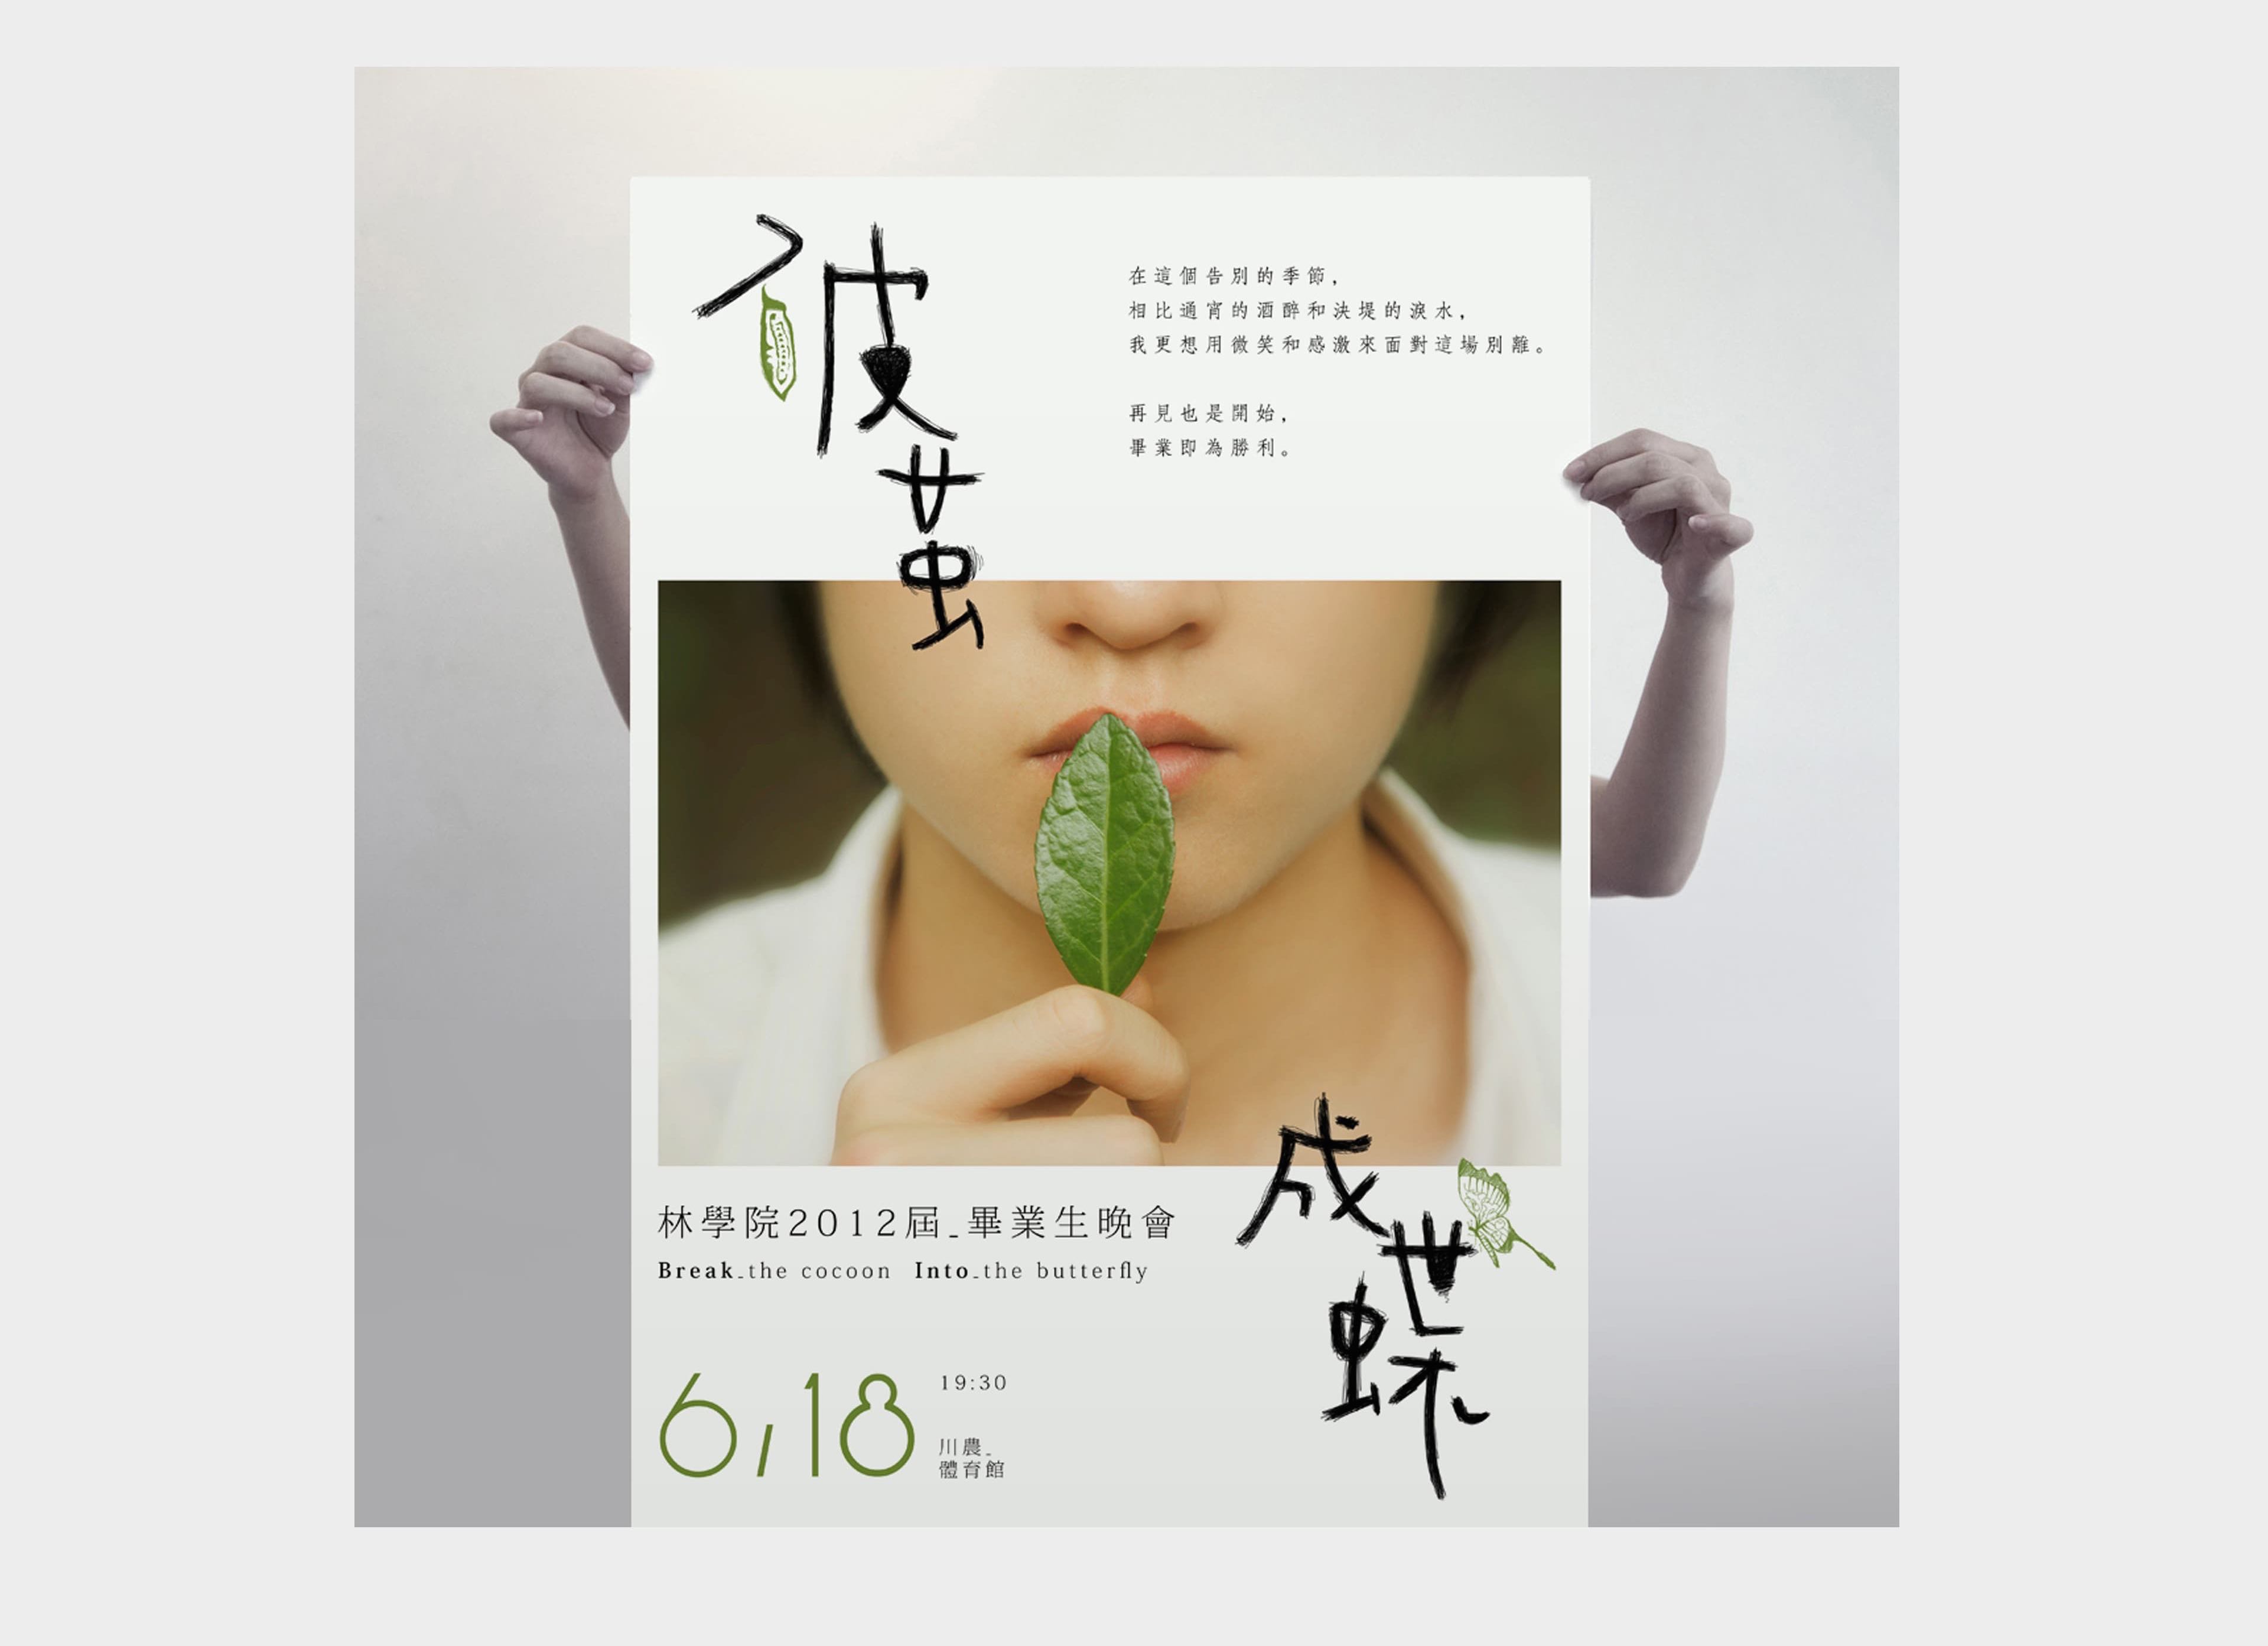 破茧
在這個告別的季節，
相比通宵的酒醉和決堤的淚水，
我更想用微笑和感激來面對這場別離。
再見也是開始，
畢業即為勝利。
成蝶
林學院2012屆_畢業生晚會
Break_the cocoon Into_the butterfly
6/18
19:30
川農_
體育館